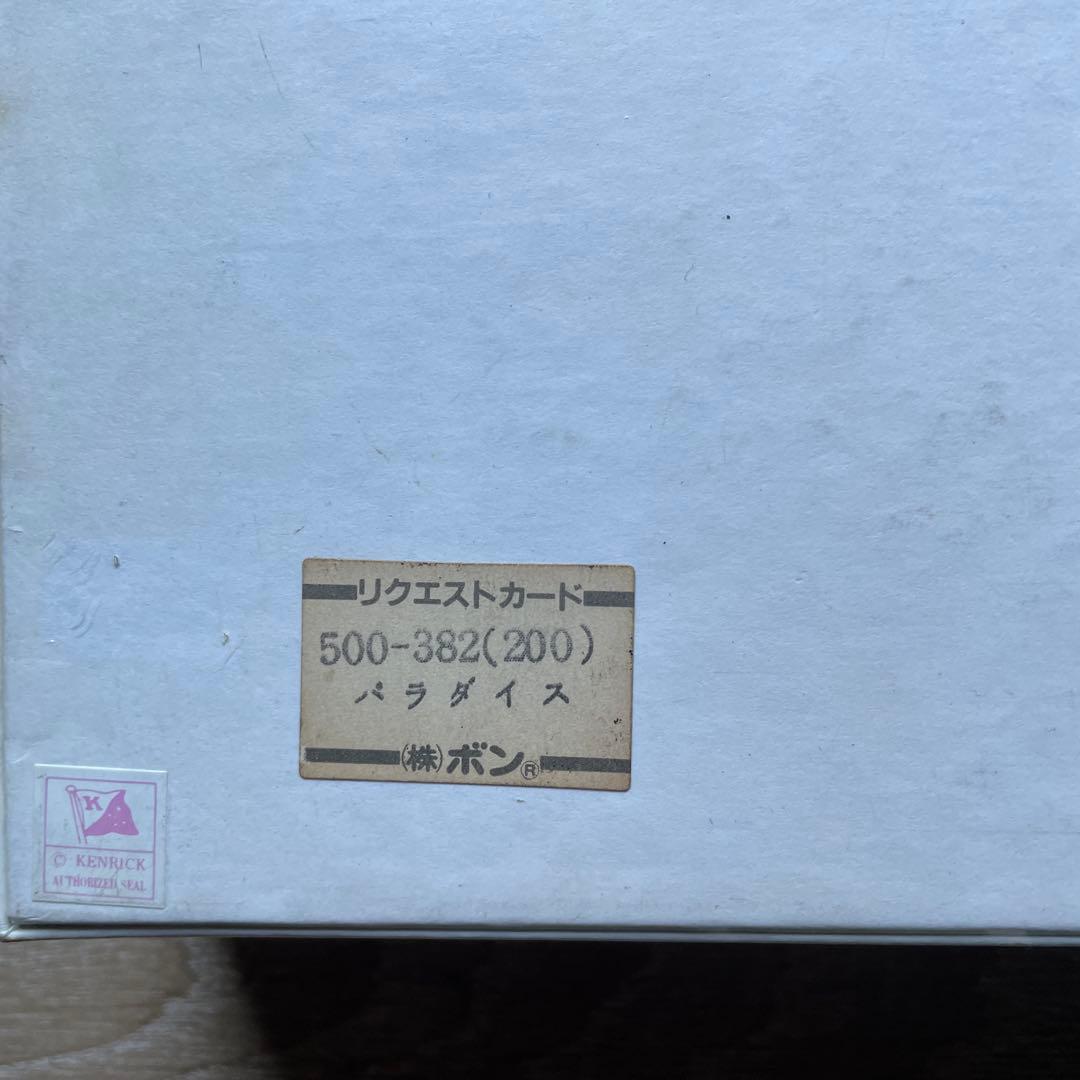 リクエストカード
500-382(200)
パラダイス
(株)ボン®
K
© KENRICK
AUTHORIZED SEAL